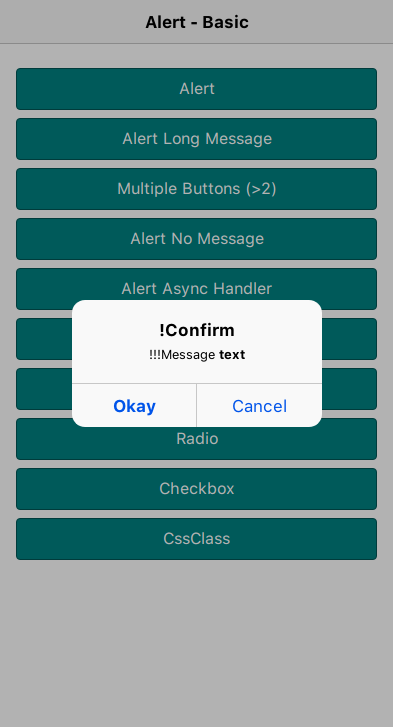 Alert - Basic
Alert
Alert Long Message
Multiple Buttons (>2)
Alert No Message
Alert Async Handler
!Confirm
!!!Message text
Okay
Cancel
Radio
Checkbox
CssClass